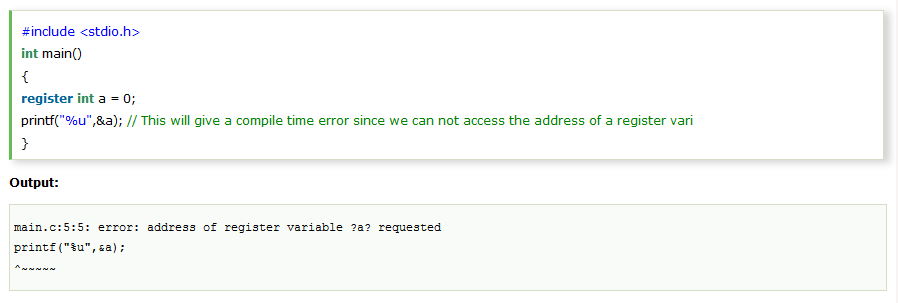 #include <stdio.h>
int main()
{
register int a = 0;
printf("%u",&a); // This will give a compile time error since we can not access the address of a register vari
}
Output:
main.c:5:5: error: address of register variable ?a? requested
printf("%u",&a);
^~~~~~